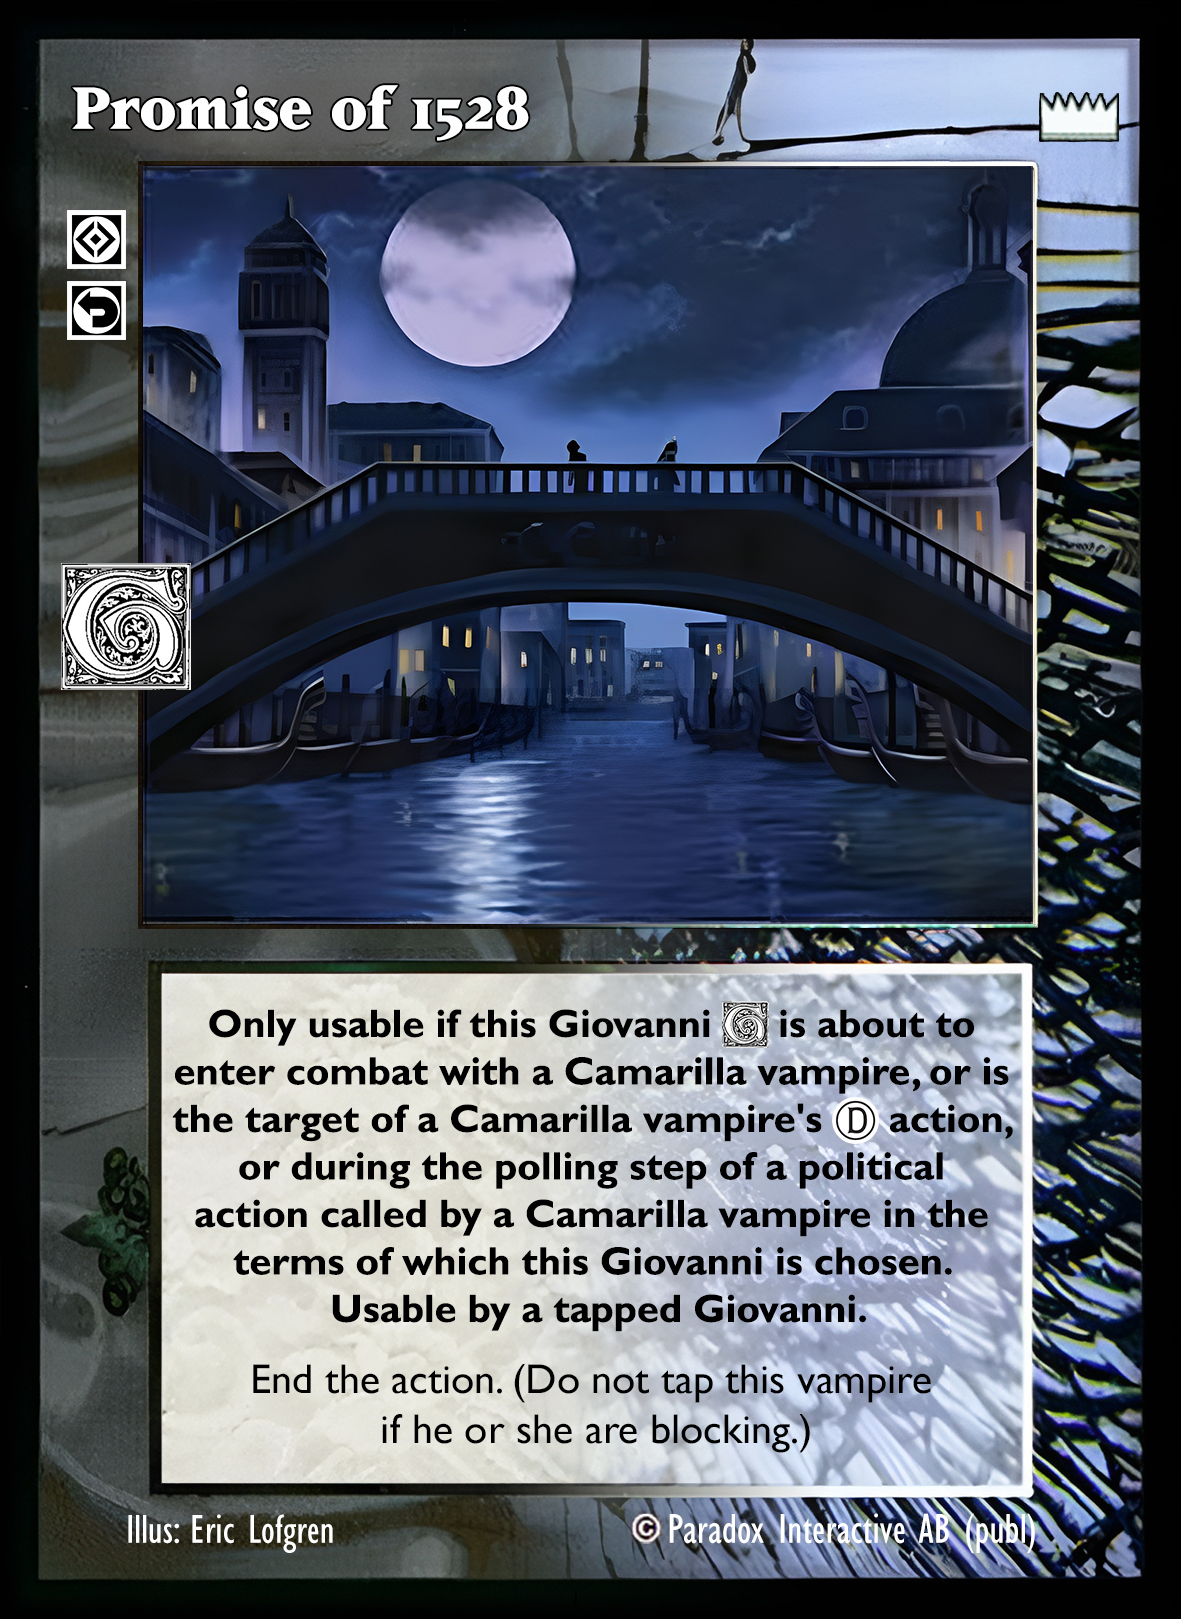 Promise of 1528
G
Only usable if this Giovanni G is about to
enter combat with a Camarilla vampire, or is
the target of a Camarilla vampire's D action,
or during the polling step of a political
action called by a Camarilla vampire in the
terms of which this Giovanni is chosen.
Usable by a tapped Giovanni.
End the action. (Do not tap this vampire
if he or she are blocking.)
Illus: Eric Lofgren
© Paradox Interactive AB (publ)